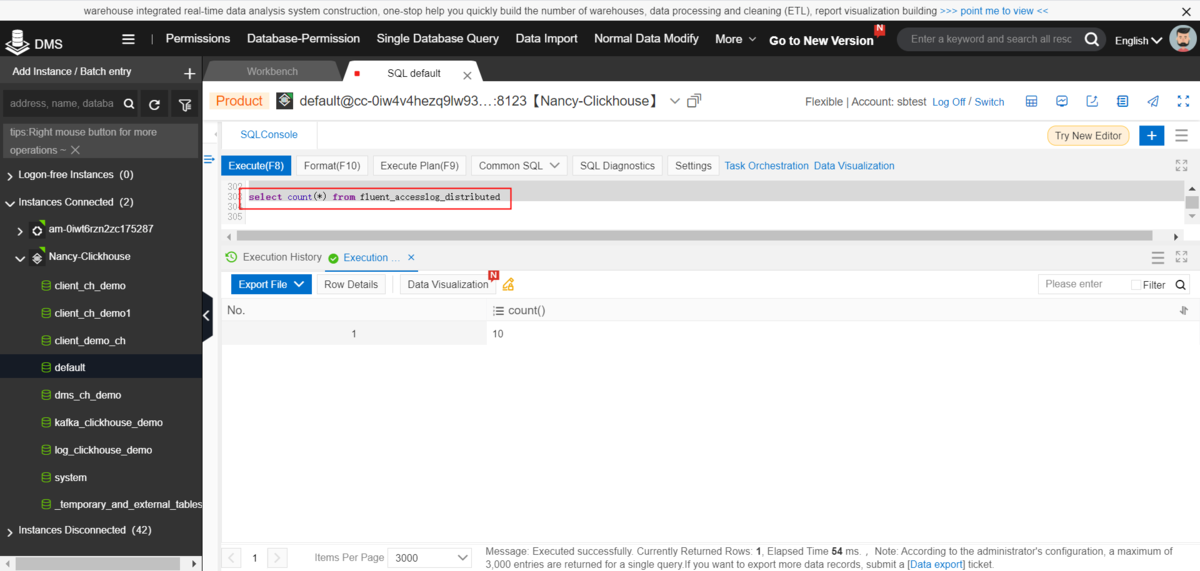 warehouse integrated real-time data analysis system construction, one-stop help you quickly build the number of warehouses, data processing and cleaning (ETL), report visualization building >>> point me to view <<
DMS
Permissions
Database-Permission
Single Database Query
Data Import
Normal Data Modify
More
Go to New Version
N
Enter a keyword and search all resc
English
Add Instance / Batch entry
Workbench
SQL default
address, name, databa
Product
default@cc-0iw4v4hezq9lw93...:8123【Nancy-Clickhouse】
Flexible | Account: sbtest Log Off / Switch
tips:Right mouse button for more
operations ~
SQLConsole
Try New Editor
Execute(F8)
Format(F10)
Execute Plan(F9)
Common SQL
SQL Diagnostics
Settings
Task Orchestration
Data Visualization
Logon-free Instances (0)
Instances Connected (2)
am-0iwt6rzn2zc175287
Nancy-Clickhouse
client_ch_demo
client_ch_demo1
client_demo_ch
default
dms_ch_demo
kafka_clickhouse_demo
log_clickhouse_demo
system
_temporary_and_external_tables
Instances Disconnected (42)
302
303 select count(*) from fluent_accesslog_distributed
304
305
Execution History
Execution ...
Export File
Row Details
Data Visualization
N
Please enter
Filter
No.
count()
1
10
1
Items Per Page
3000
Message: Executed successfully. Currently Returned Rows: 1, Elapsed Time 54 ms. , Note: According to the administrator's configuration, a maximum of
3,000 entries are returned for a single query.If you want to export more data records, submit a [Data export] ticket.